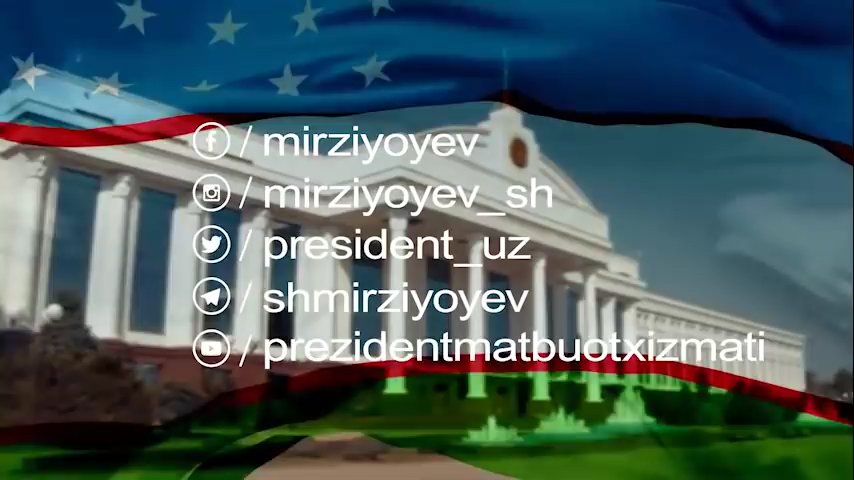 / mirziyoyev
/ mirziyoyev_sh
/ president_uz
/ shmirziyoyev
/ prezidentmatbuotxizmati